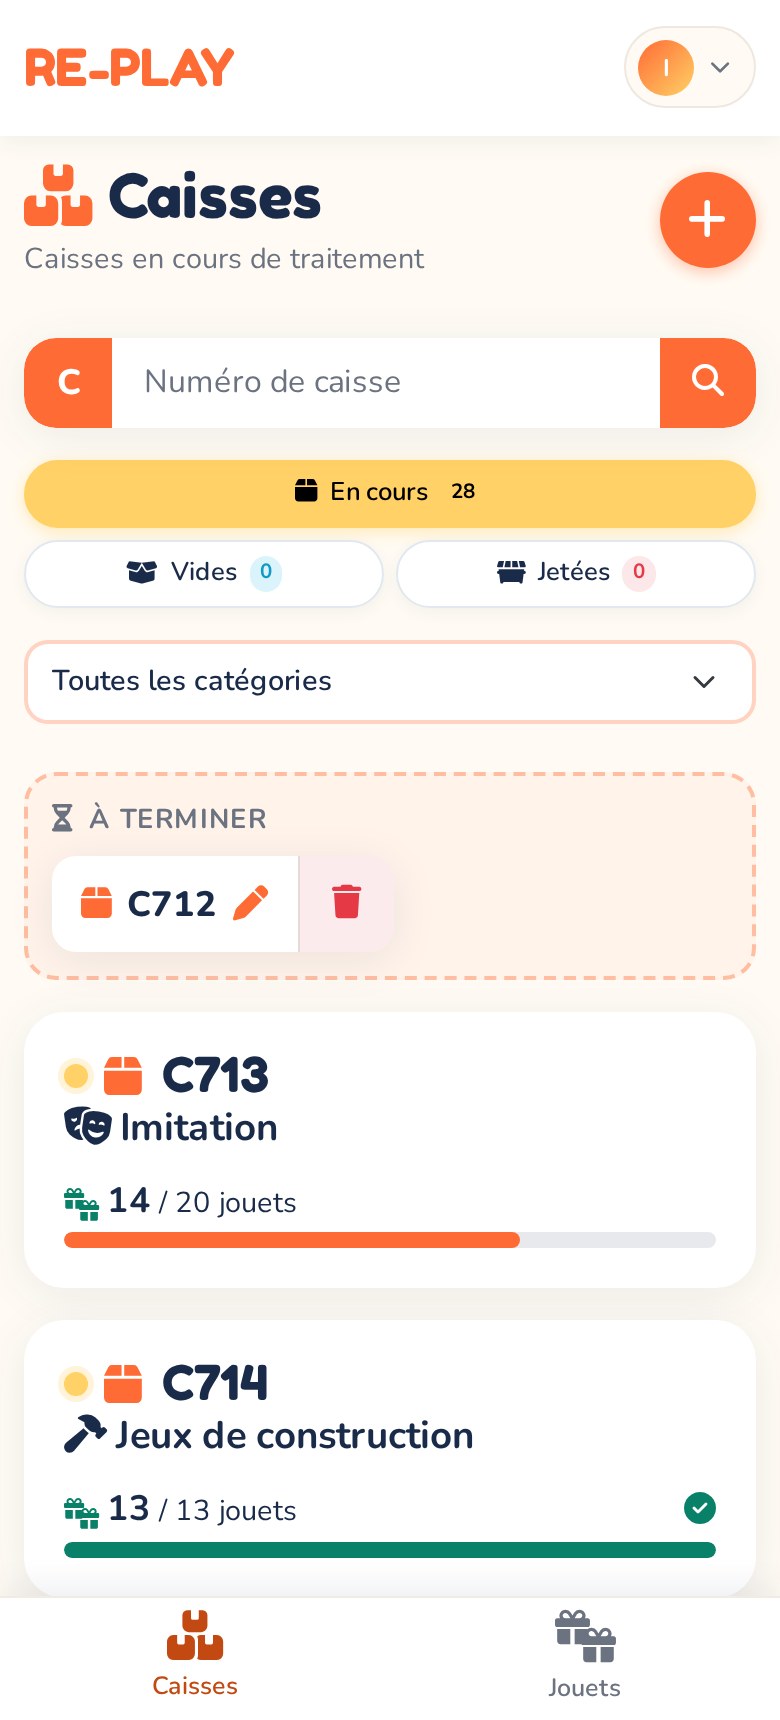 RE-PLAY
I
Caisses
Caisses en cours de traitement
C
Numéro de caisse
En cours 28
Vides 0
Jetées 0
Toutes les catégories
À TERMINER
C712
C713
Imitation
14 / 20 jouets
C714
Jeux de construction
13 / 13 jouets
Caisses
Jouets